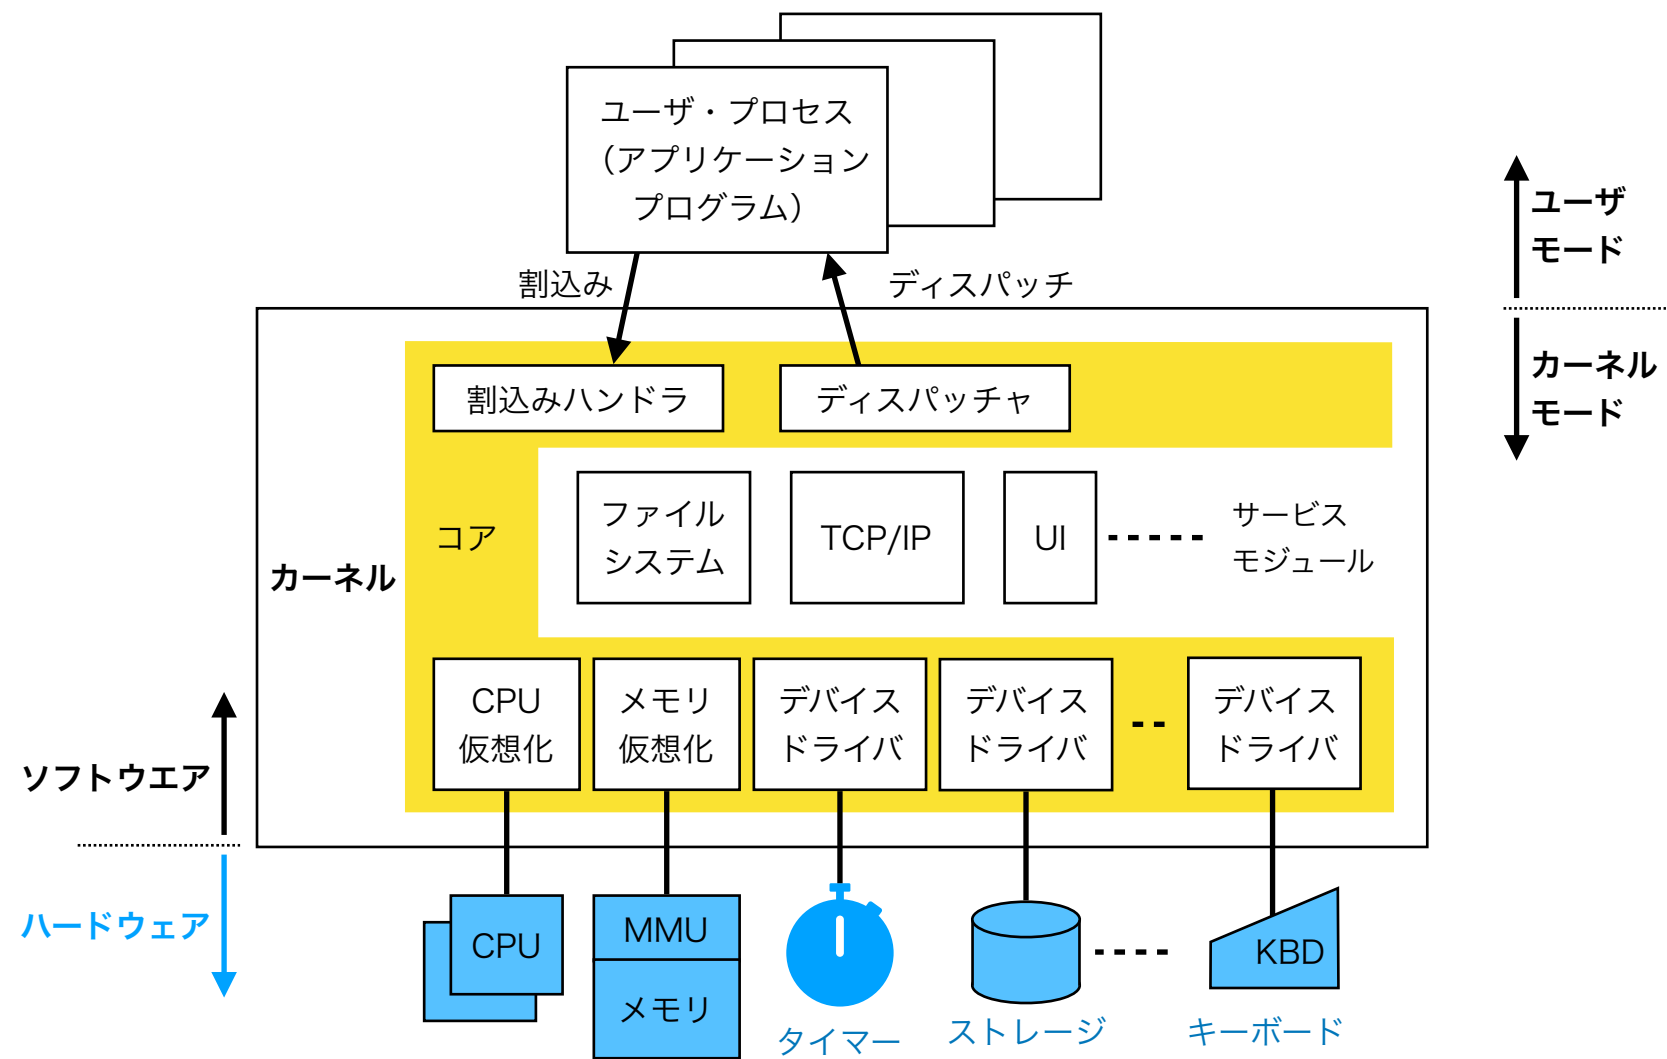 ユーザ・プロセス
（アプリケーション
プログラム）
ユーザ
モード
割込み
ディスパッチ
カーネル
モード
割込みハンドラ
ディスパッチャ
コア
ファイル
システム
TCP/IP
UI
サービス
モジュール
カーネル
CPU
仮想化
メモリ
仮想化
デバイス
ドライバ
デバイス
ドライバ
デバイス
ドライバ
ソフトウエア
ハードウェア
CPU
MMU
メモリ
KBD
タイマー
ストレージ
キーボード